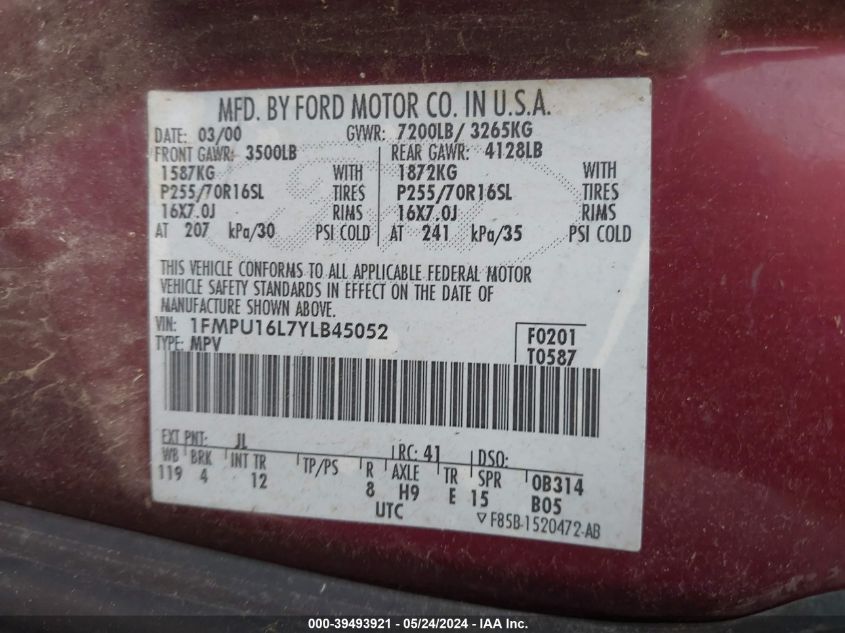 MFD. BY FORD MOTOR CO. IN U.S.A.
DATE: 03/00 GVWR: 7200LB/ 3265KG
FRONT GAWR: 3500LB REAR GAWR: 4128LB
1587KG WITH 1872KG WITH
P255/70R16SL TIRES P255/70R16SL TIRES
16X7.0J RIMS 16X7.0J RIMS
AT 207 kPa/30 PSI COLD AT 241 kPa/35 PSI COLD
THIS VEHICLE CONFORMS TO ALL APPLICABLE FEDERAL MOTOR
VEHICLE SAFETY STANDARDS IN EFFECT ON THE DATE OF
MANUFACTURE SHOWN ABOVE.
VIN: 1FMPU16L7YLB45052 F0201
TYPE: MPV T0587
EXT PNT: JL RC: 41 DSO:
WB BRK INT TR TP/PS R AXLE TR SPR 0B314
119 4 12 8 H9 E 15 B05
UTC ▽ F85B-1520472-AB
000-39493921 / 05/24/2024 - IAAI.com